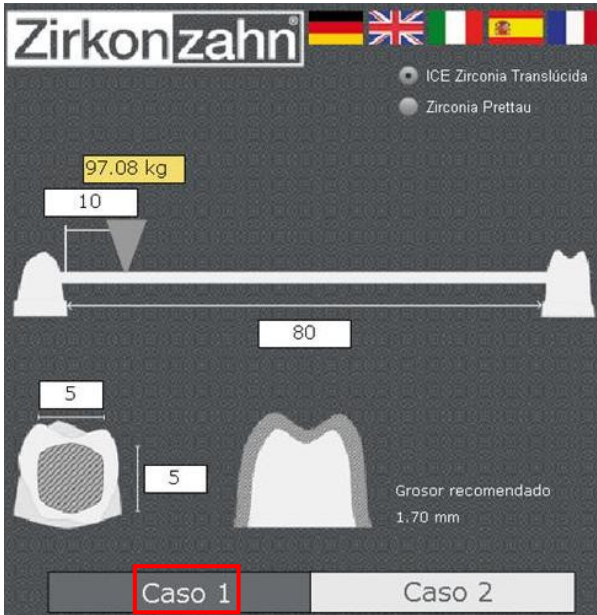 Zirkonzahn®
ICE Zirconia Translúcida
Zirconia Prettau
97.08 kg
10
80
5
5
Grosor recomendado
1.70 mm
Caso 1
Caso 2